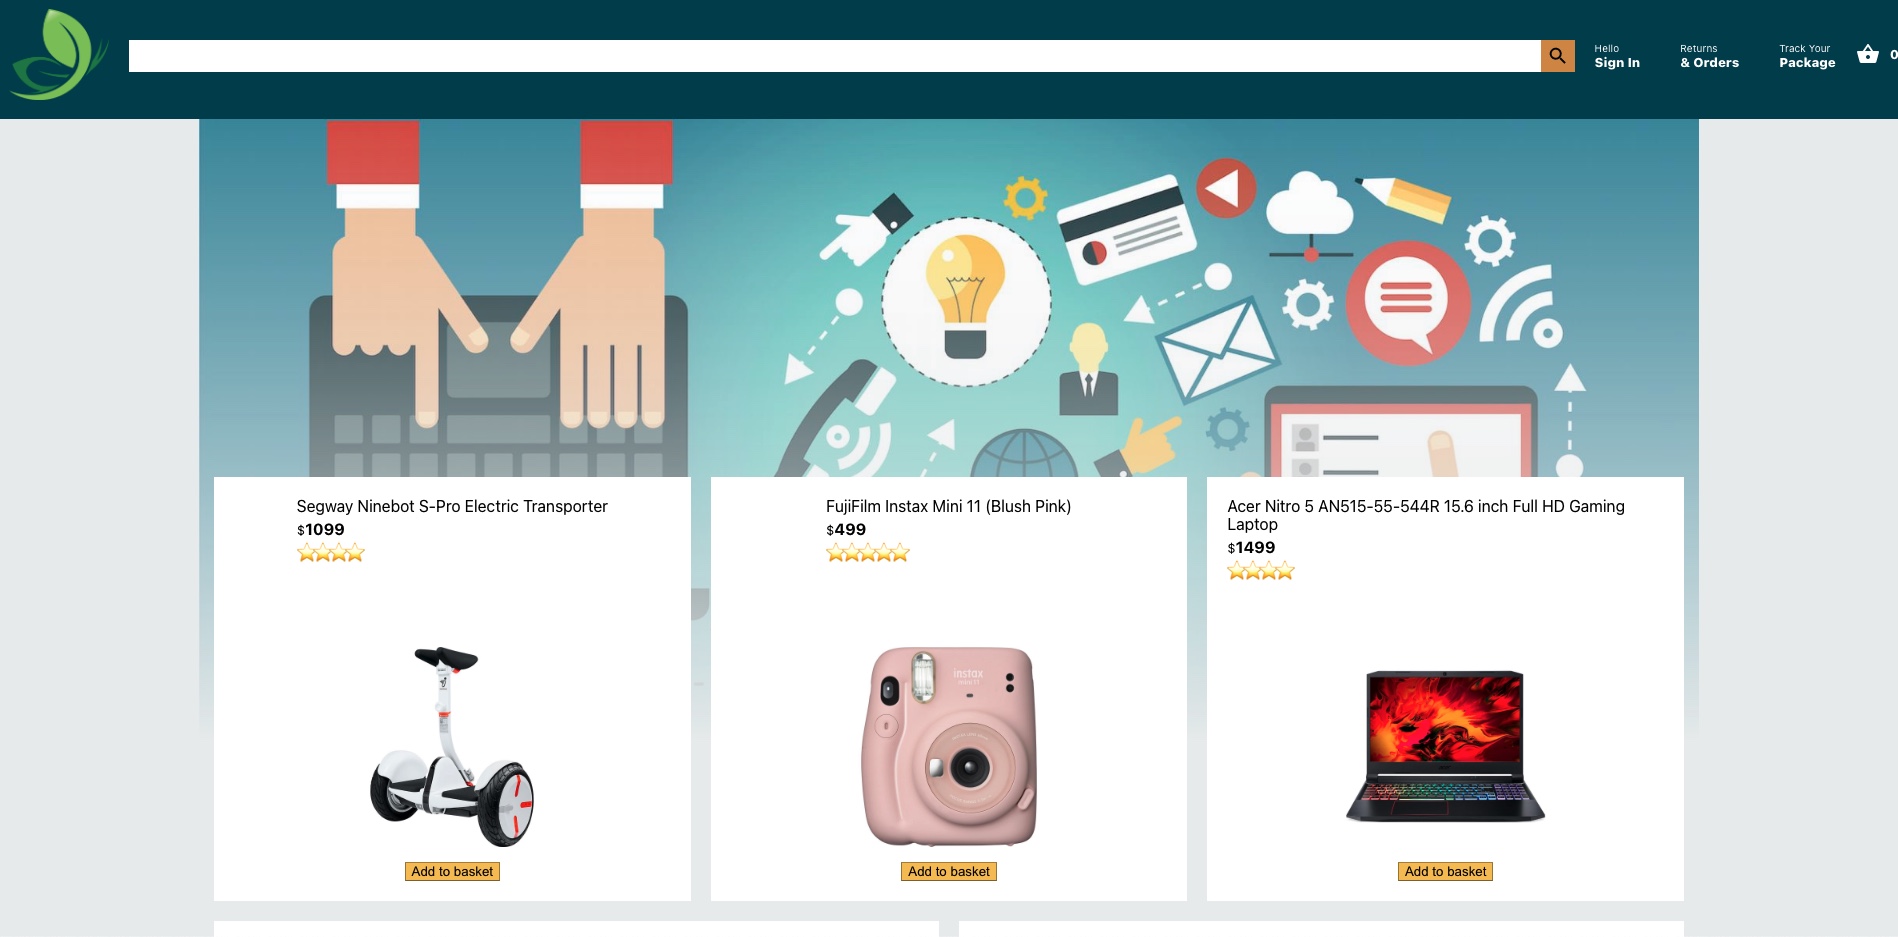 Hello
Sign In
Returns
& Orders
Track Your
Package
0
Segway Ninebot S-Pro Electric Transporter
$1099
FujiFilm Instax Mini 11 (Blush Pink)
$499
Acer Nitro 5 AN515-55-544R 15.6 inch Full HD Gaming
Laptop
$1499
instax
mini 11
Add to basket
Add to basket
Add to basket